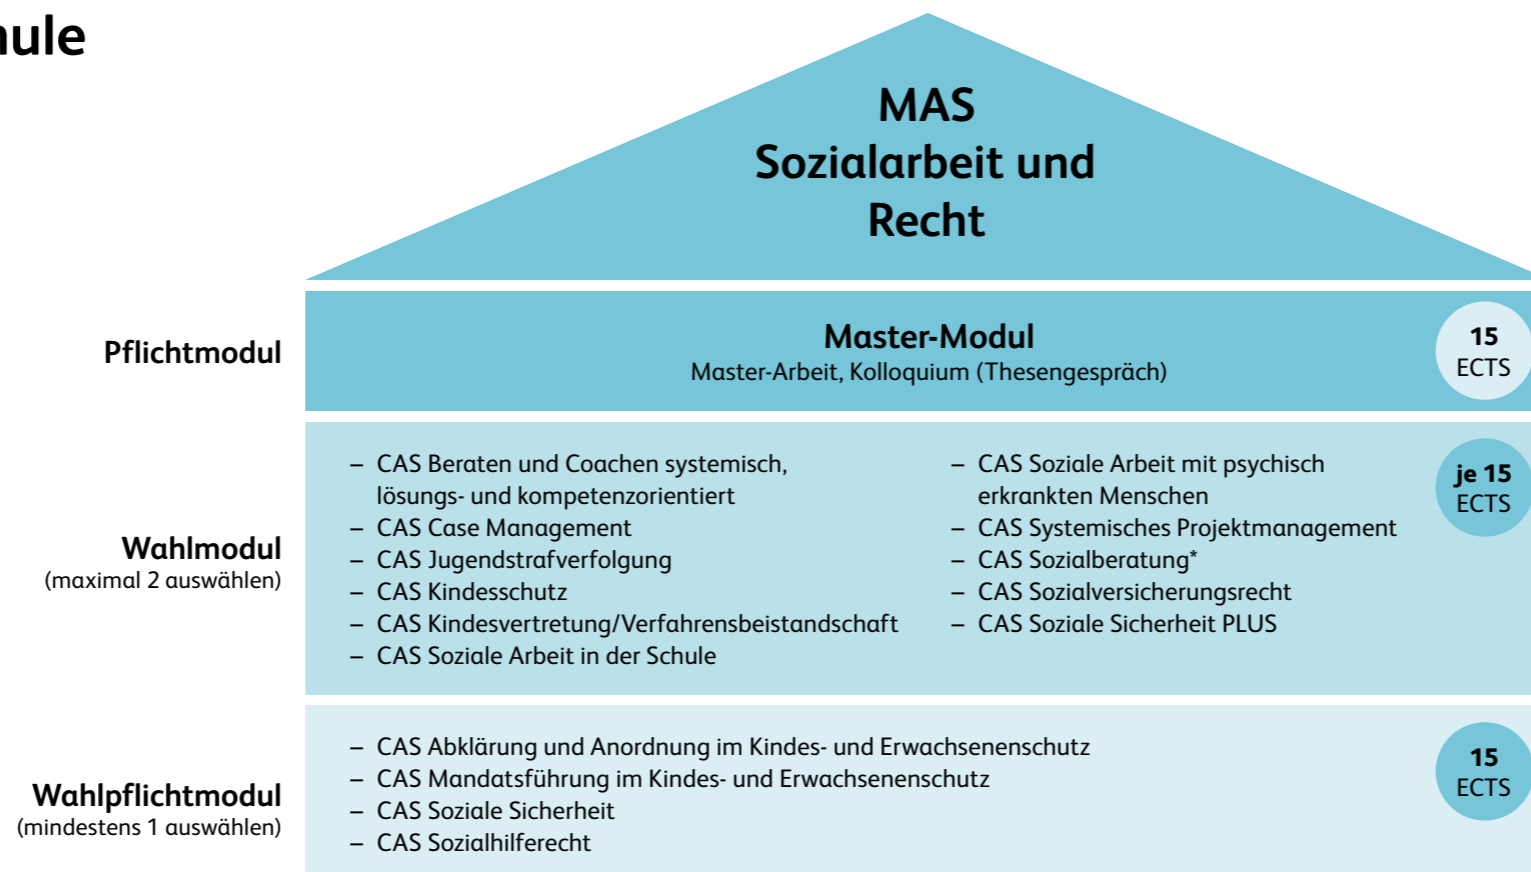 MAS
Sozialarbeit und
Recht
Pflichtmodul
Master-Modul
Master-Arbeit, Kolloquium (Thesengespräch)
15
ECTS
Wahlmodul
(maximal 2 auswählen)
– CAS Beraten und Coachen systemisch,
lösungs- und kompetenzorientiert
– CAS Case Management
– CAS Jugendstrafverfolgung
– CAS Kindesschutz
– CAS Kindesvertretung/Verfahrensbeistandschaft
– CAS Soziale Arbeit in der Schule
– CAS Soziale Arbeit mit psychisch
erkrankten Menschen
– CAS Systemisches Projektmanagement
– CAS Sozialberatung*
– CAS Sozialversicherungsrecht
– CAS Soziale Sicherheit PLUS
je 15
ECTS
Wahlpflichtmodul
(mindestens 1 auswählen)
– CAS Abklärung und Anordnung im Kindes- und Erwachsenenschutz
– CAS Mandatsführung im Kindes- und Erwachsenenschutz
– CAS Soziale Sicherheit
– CAS Sozialhilferecht
15
ECTS